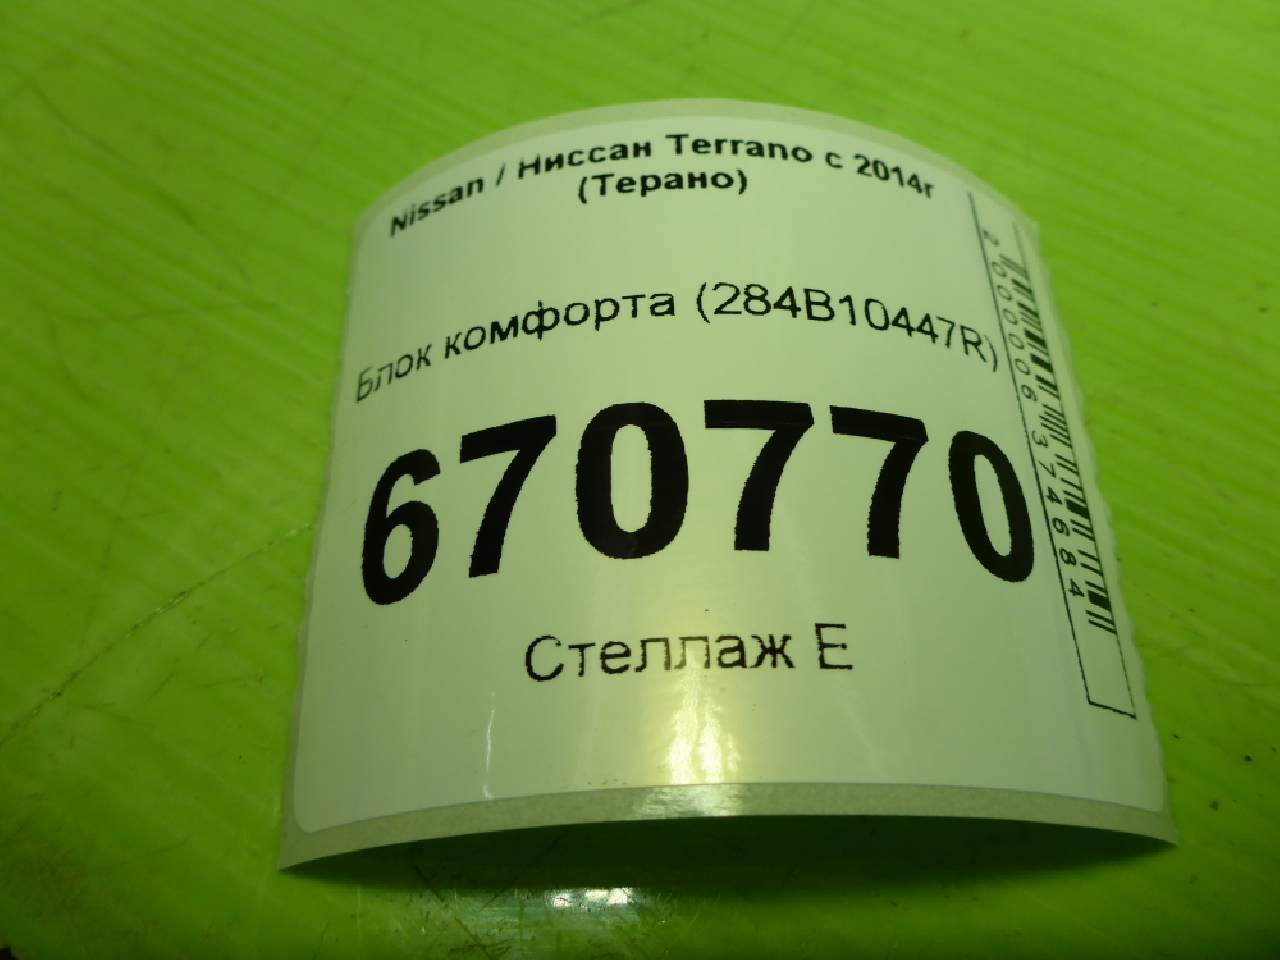 Nissan / Ниссан Terrano с 2014г
(Терано)
Блок комфорта (284B10447R)
670770
Стеллаж Е
2000006374684